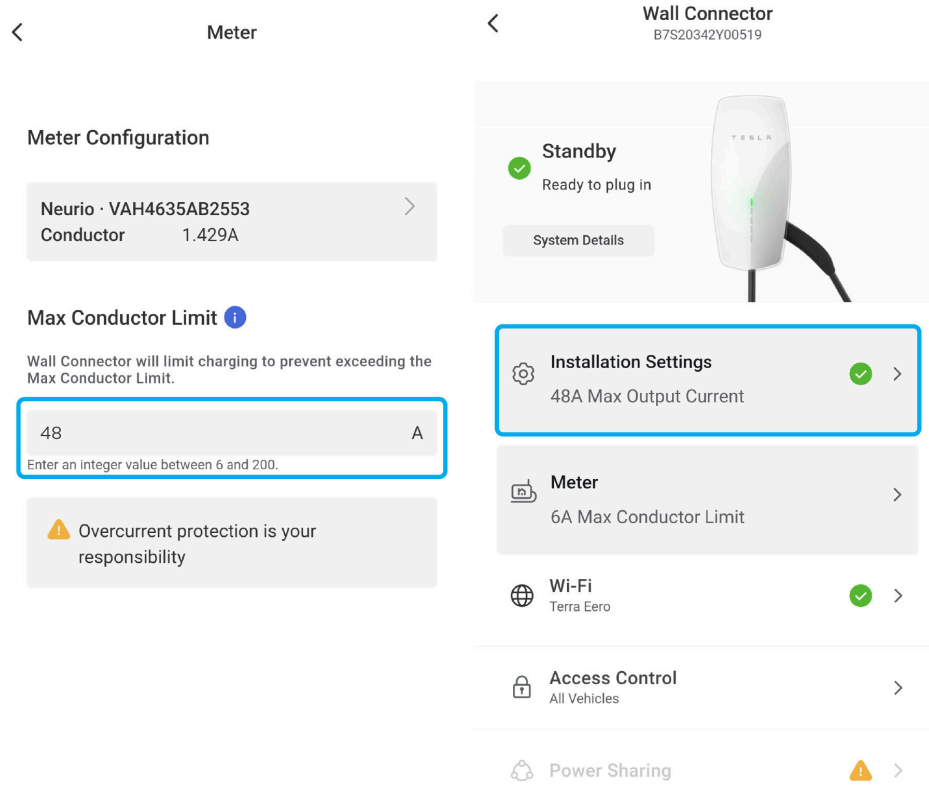 Meter
Meter Configuration
Neurio · VAH4635AB2553
Conductor 1.429A
Max Conductor Limit i
Wall Connector will limit charging to prevent exceeding the
Max Conductor Limit.
48 A
Enter an integer value between 6 and 200.
Overcurrent protection is your
responsibility
Wall Connector
B7S20342Y00519
TESLA
Standby
Ready to plug in
System Details
Installation Settings
48A Max Output Current
Meter
6A Max Conductor Limit
Wi-Fi
Terra Eero
Access Control
All Vehicles
Power Sharing